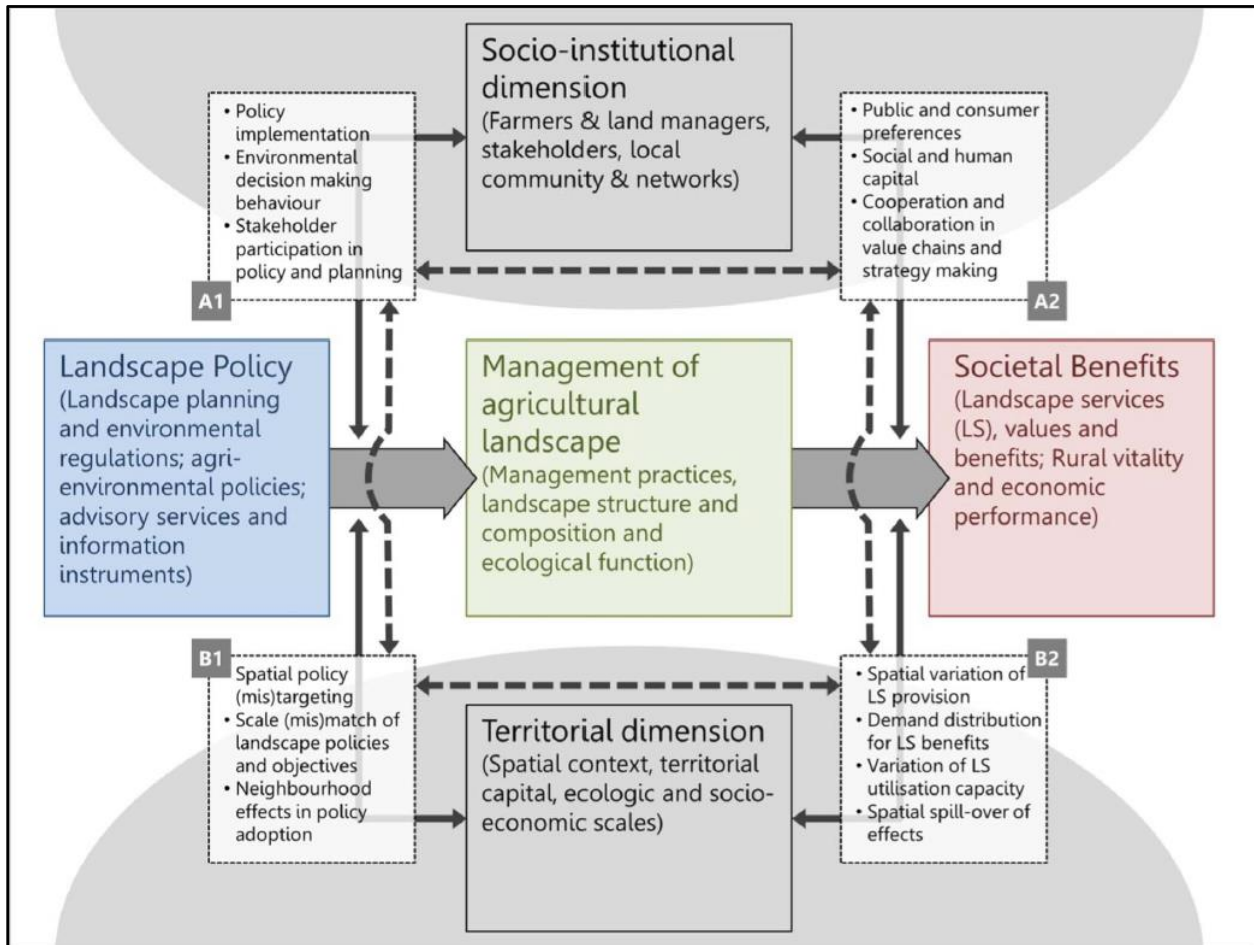 Socio-institutional
dimension
(Farmers & land managers,
stakeholders, local
community & networks)
• Policy
implementation
• Environmental
decision making
behaviour
• Stakeholder
participation in
policy and planning
A1
• Public and consumer
preferences
• Social and human
capital
• Cooperation and
collaboration in
value chains and
strategy making
A2
Landscape Policy
(Landscape planning
and environmental
regulations; agri-
environmental policies;
advisory services and
information
instruments)
Management of
agricultural
landscape
(Management practices,
landscape structure and
composition and
ecological function)
Societal Benefits
(Landscape services
(LS), values and
benefits; Rural vitality
and economic
performance)
B1
Spatial policy
(mis)targeting
• Scale (mis)match of
landscape policies
and objectives
• Neighbourhood
effects in policy
adoption
Territorial dimension
(Spatial context, territorial
capital, ecologic and socio-
economic scales)
B2
• Spatial variation of
LS provision
• Demand distribution
for LS benefits
• Variation of LS
utilisation capacity
• Spatial spill-over of
effects